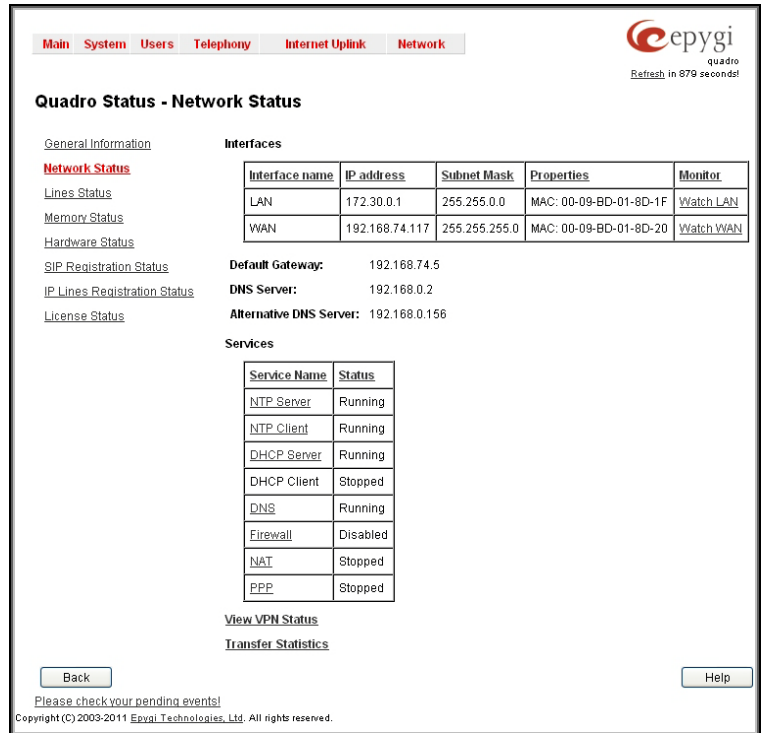 Main System Users Telephony Internet Uplink Network
epygi
quadro
Refresh in 879 seconds!
Quadro Status - Network Status
General Information
Network Status
Lines Status
Memory Status
Hardware Status
SIP Registration Status
IP Lines Registration Status
License Status
Interfaces
Interface name IP address Subnet Mask Properties Monitor
LAN 172.30.0.1 255.255.0.0 MAC: 00-09-BD-01-8D-1F Watch LAN
WAN 192.168.74.117 255.255.255.0 MAC: 00-09-BD-01-8D-20 Watch WAN
Default Gateway: 192.168.74.5
DNS Server: 192.168.0.2
Alternative DNS Server: 192.168.0.156
Services
Service Name Status
NTP Server Running
NTP Client Running
DHCP Server Running
DHCP Client Stopped
DNS Running
Firewall Disabled
NAT Stopped
PPP Stopped
View VPN Status
Transfer Statistics
Back Help
Please check your pending events!
Copyright (C) 2003-2011 Epygi Technologies, Ltd. All rights reserved.